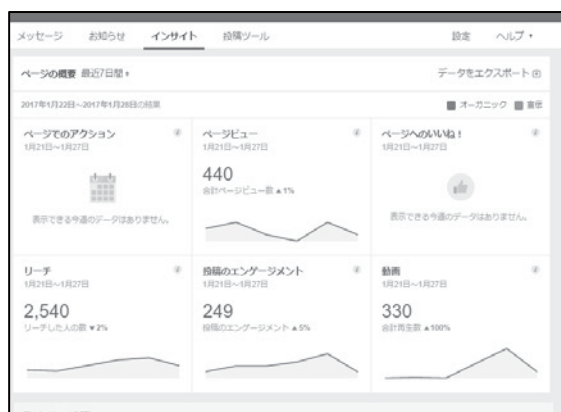 メッセージ お知らせ インサイト 投稿ツール 設定 ヘルプ
ページの概要 最近7日間 データをエクスポート
2017年1月22日～2017年1月28日の結果 オーガニック 宣伝
ページでのアクション
1月21日～1月27日
表示できる今週のデータはありません。
ページビュー
1月21日～1月27日
440
合計ページビュー数 ▲1%
ページへのいいね！
1月21日～1月27日
表示できる今週のデータはありません。
リーチ
1月21日～1月27日
2,540
リーチした人の数 ▼2%
投稿のエンゲージメント
1月21日～1月27日
249
投稿のエンゲージメント ▲5%
動画
1月21日～1月27日
330
合計再生数 ▲100%